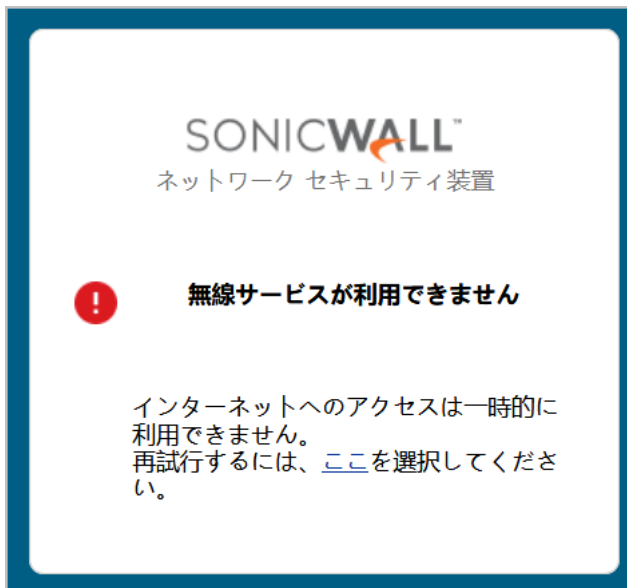 SONICWALL™
ネットワーク セキュリティ装置
無線サービスが利用できません
インターネットへのアクセスは一時的に
利用できません。
再試行するには、ここを選択してくださ
い。